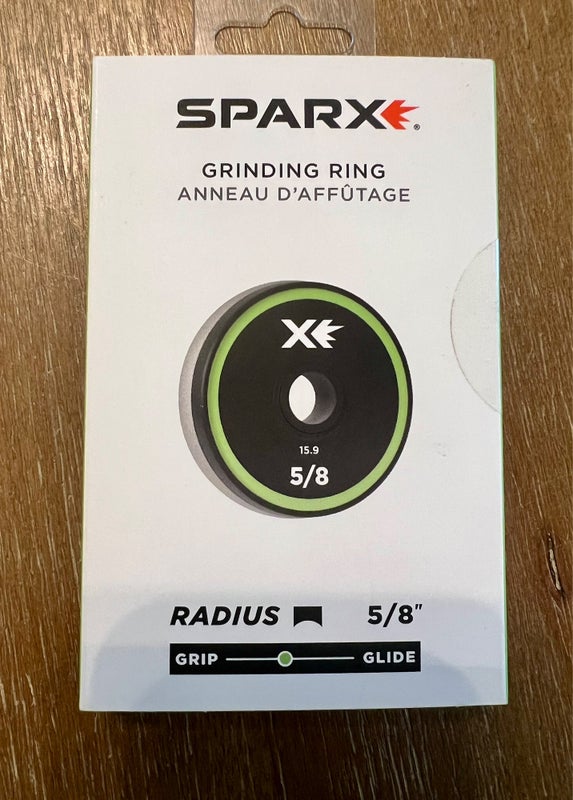 SPARX®
GRINDING RING
ANNEAU D'AFFÛTAGE
X
15.9
5/8
RADIUS 5/8"
GRIP GLIDE